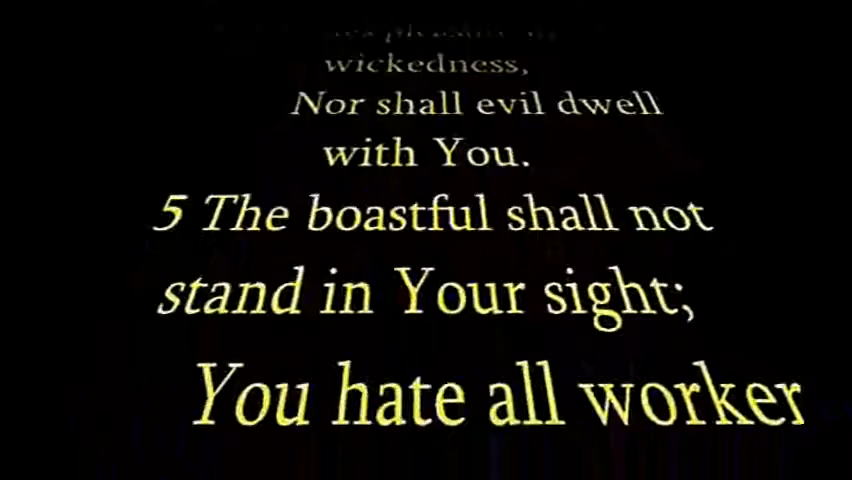 wickedness,
Nor shall evil dwell
with You.
5 The boastful shall not
stand in Your sight;
You hate all worker